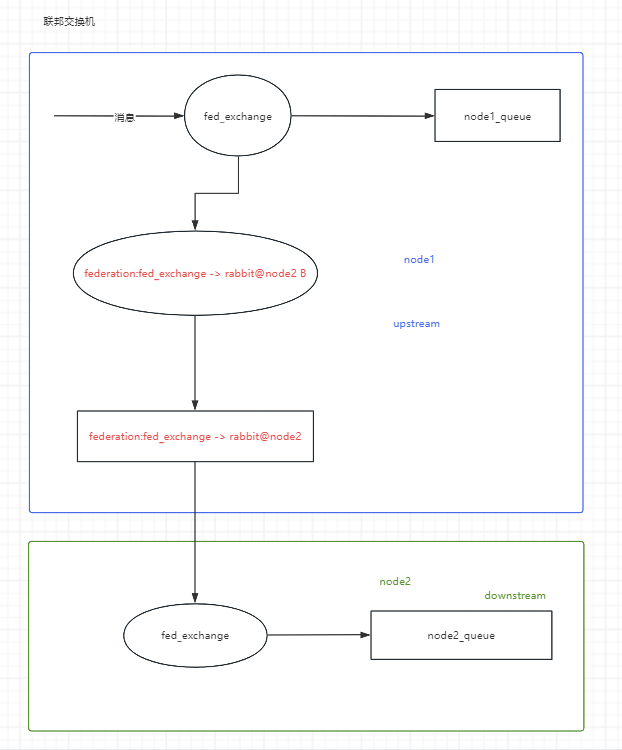 联邦交换机
消息
fed_exchange
node1_queue
federation:fed_exchange -> rabbit@node2 B
node1
upstream
federation:fed_exchange -> rabbit@node2
node2
downstream
fed_exchange
node2_queue